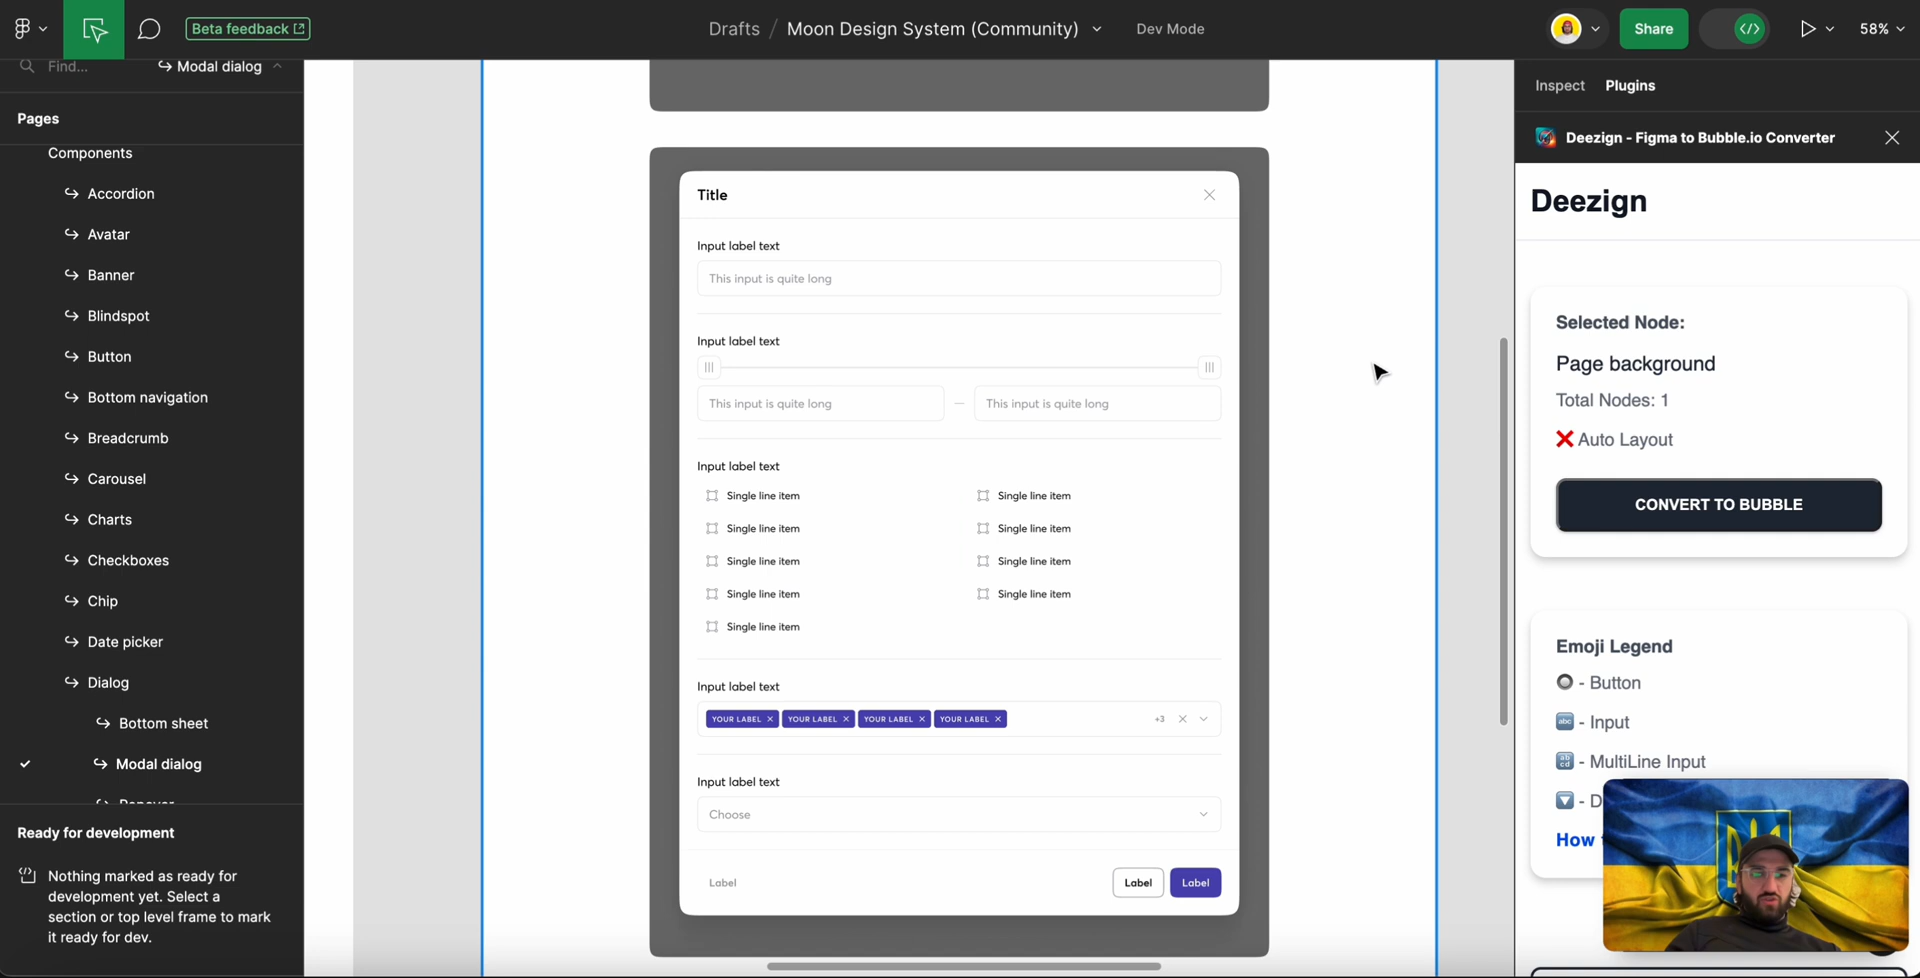 Beta feedback
Drafts / Moon Design System (Community)
Dev Mode
Share
58%
Find...
Modal dialog
Pages
Components
Accordion
Avatar
Banner
Blindspot
Button
Bottom navigation
Breadcrumb
Carousel
Charts
Checkboxes
Chip
Date picker
Dialog
Bottom sheet
Modal dialog
Popover
Ready for development
Nothing marked as ready for
development yet. Select a
section or top level frame to mark
it ready for dev.
Title
Input label text
This input is quite long
Input label text
This input is quite long — This input is quite long
Input label text
Single line item Single line item
Single line item Single line item
Single line item Single line item
Single line item Single line item
Single line item
Input label text
YOUR LABEL YOUR LABEL YOUR LABEL YOUR LABEL +3
Input label text
Choose
Label Label Label
Inspect Plugins
Deezign - Figma to Bubble.io Converter
Deezign
Selected Node:
Page background
Total Nodes: 1
❌ Auto Layout
CONVERT TO BUBBLE
Emoji Legend
🔘 - Button
🔤 - Input
🔡 - MultiLine Input
🔽 - D
How